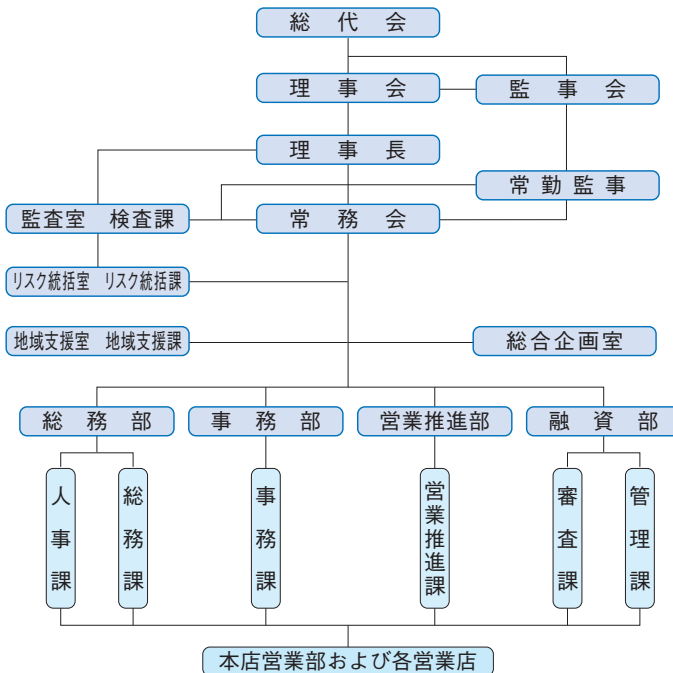 総代会
理事会
監事会
理事長
常勤監事
監査室 検査課
常務会
リスク統括室 リスク統括課
地域支援室 地域支援課
総合企画室
総務部
事務部
営業推進部
融資部
人事課
総務課
事務課
営業推進課
審査課
管理課
本店営業部および各営業店